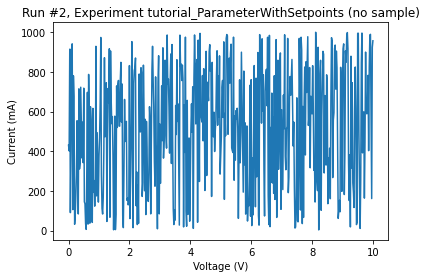 Run #2, Experiment tutorial_ParameterWithSetpoints (no sample)
1000
800
600
400
200
0
Current (mA)
0 2 4 6 8 10
Voltage (V)